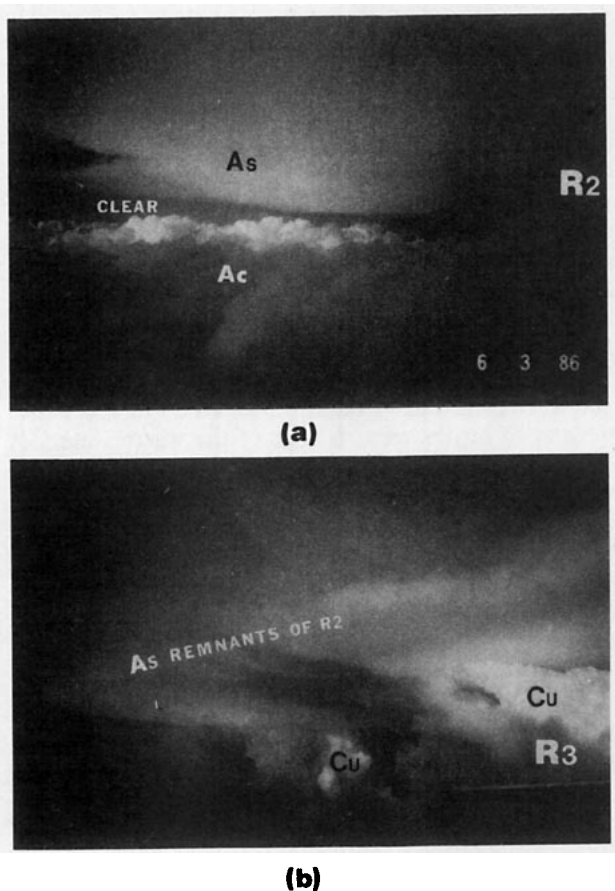 As
R2
CLEAR
Ac
6 3 86
(a)
As REMNANTS OF R2
Cu
Cu
R3
(b)